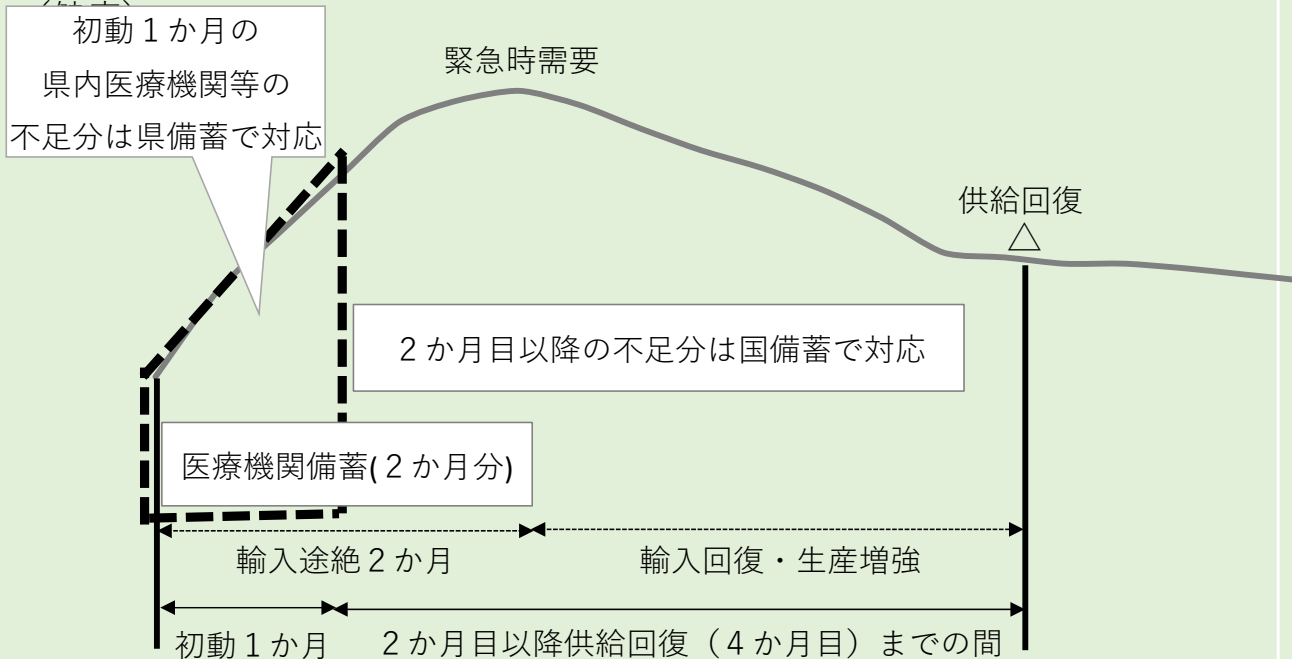 初動１か月の
県内医療機関等の
不足分は県備蓄で対応
緊急時需要
供給回復
△
２か月目以降の不足分は国備蓄で対応
医療機関備蓄(２か月分)
輸入途絶２か月
輸入回復・生産増強
初動１か月
２か月目以降供給回復（４か月目）までの間